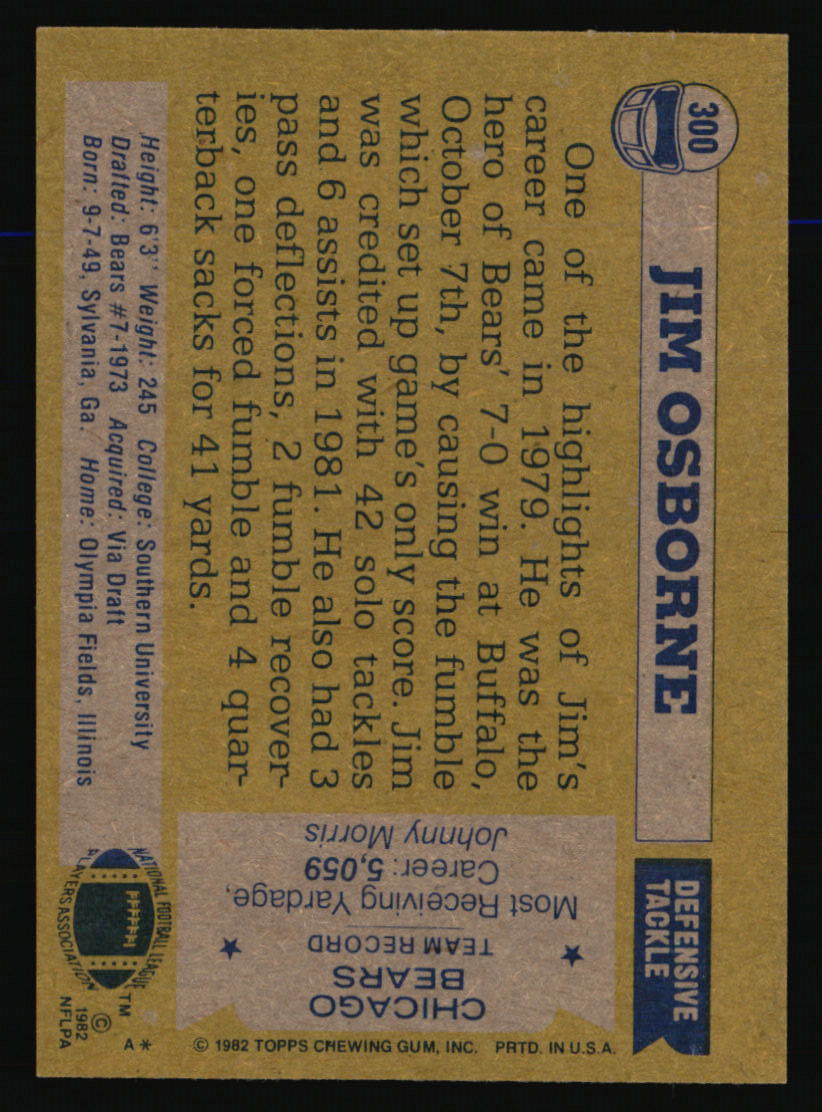 300
JIM OSBORNE
DEFENSIVE
TACKLE
One of the highlights of Jim's
career came in 1979. He was the
hero of Bears' 7-0 win at Buffalo,
October 7th, by causing the fumble
which set up game's only score. Jim
was credited with 42 solo tackles
and 6 assists in 1981. He also had 3
pass deflections, 2 fumble recover-
ies, one forced fumble and 4 quar-
terback sacks for 41 yards.
CHICAGO
BEARS
★ TEAM RECORD ★
Most Receiving Yardage,
Career: 5,059
Johnny Morris
Height: 6'3'' Weight: 245 College: Southern University
Drafted: Bears #7-1973 Acquired: Via Draft
Born: 9-7-49, Sylvania, Ga. Home: Olympia Fields, Illinois
NATIONAL FOOTBALL LEAGUE
PLAYERS ASSOCIATION
TM
© 1982
NFLPA
A*
© 1982 TOPPS CHEWING GUM, INC. PRTD. IN U.S.A.